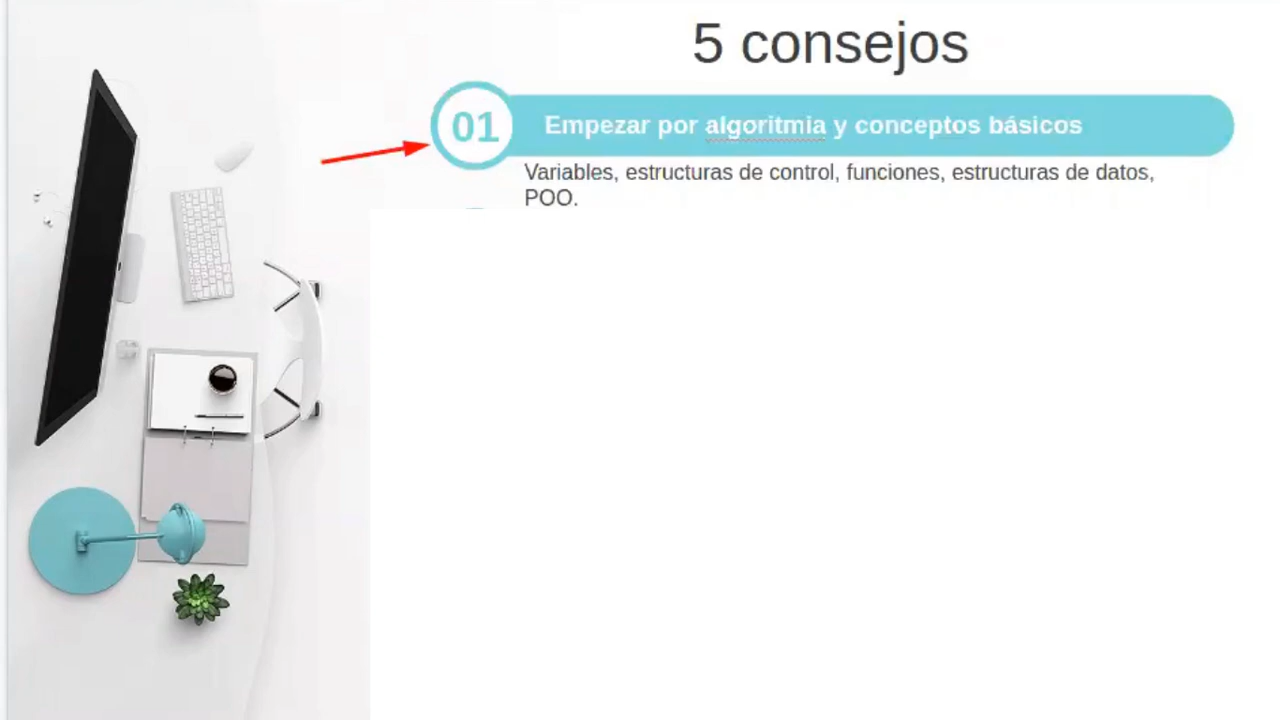 5 consejos
01
Empezar por algoritmia y conceptos básicos
Variables, estructuras de control, funciones, estructuras de datos,
POO.